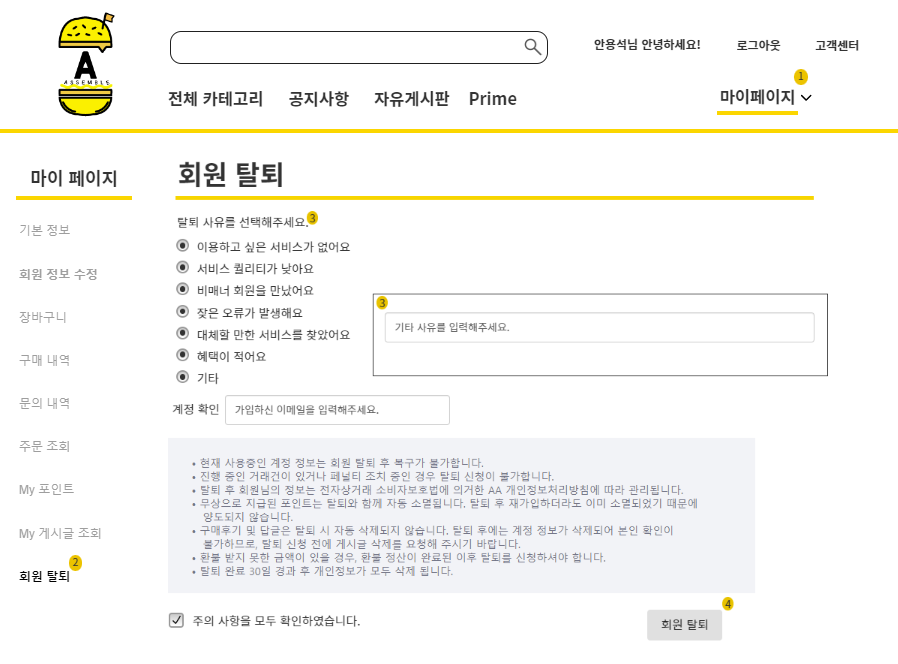 A
ASSEMBLE
안용석님 안녕하세요!
로그아웃
고객센터
전체 카테고리
공지사항
자유게시판
Prime
1
마이페이지
마이 페이지
기본 정보
회원 정보 수정
장바구니
구매 내역
문의 내역
주문 조회
My 포인트
My 게시글 조회
회원 탈퇴 2
회원 탈퇴
탈퇴 사유를 선택해주세요. 3
이용하고 싶은 서비스가 없어요
서비스 퀄리티가 낮아요
비매너 회원을 만났어요
잦은 오류가 발생해요
대체할 만한 서비스를 찾았어요
혜택이 적어요
기타
3
기타 사유를 입력해주세요.
계정 확인 가입하신 이메일을 입력해주세요.
• 현재 사용중인 계정 정보는 회원 탈퇴 후 복구가 불가합니다.
• 진행 중인 거래건이 있거나 페널티 조치 중인 경우 탈퇴 신청이 불가합니다.
• 탈퇴 후 회원님의 정보는 전자상거래 소비자보호법에 의거한 AA 개인정보처리방침에 따라 관리됩니다.
• 무상으로 지급된 포인트는 탈퇴와 함께 자동 소멸됩니다. 탈퇴 후 재가입하더라도 이미 소멸되었기 때문에
양도되지 않습니다.
• 구매후기 및 답글은 탈퇴 시 자동 삭제되지 않습니다. 탈퇴 후에는 계정 정보가 삭제되어 본인 확인이
불가하므로, 탈퇴 신청 전에 게시글 삭제를 요청해 주시기 바랍니다.
• 환불 받지 못한 금액이 있을 경우, 환불 정산이 완료된 이후 탈퇴를 신청하셔야 합니다.
• 탈퇴 완료 30일 경과 후 개인정보가 모두 삭제 됩니다.
주의 사항을 모두 확인하였습니다.
4
회원 탈퇴